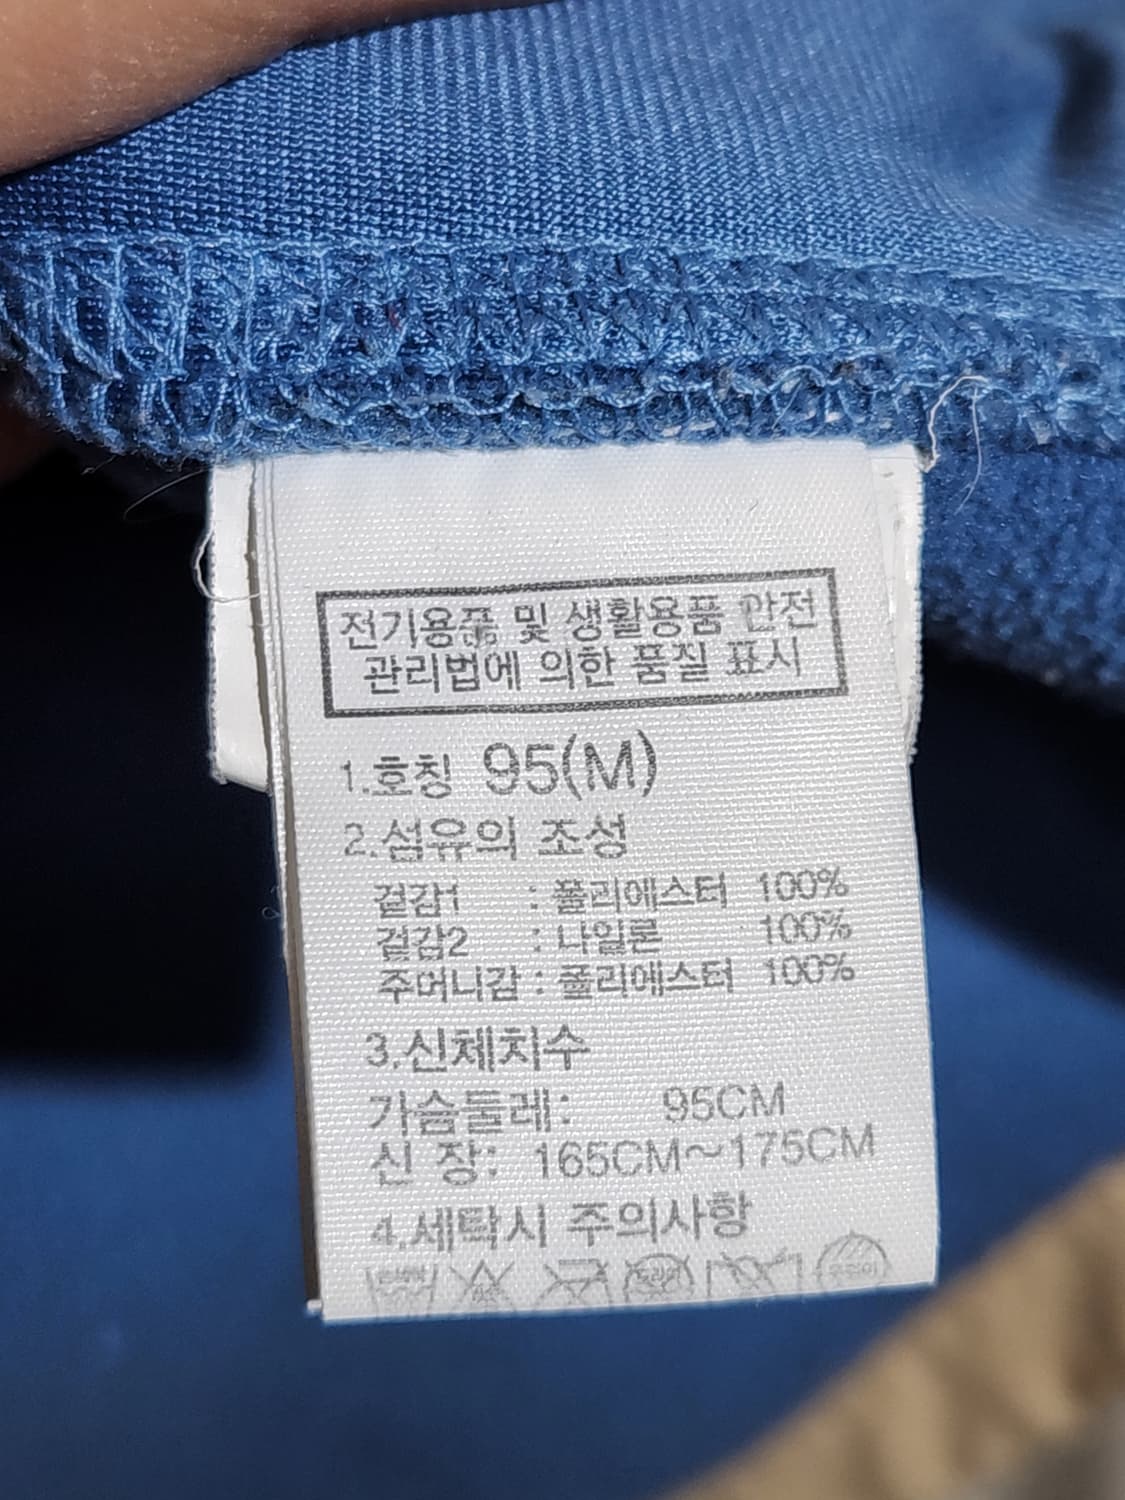 전기용품 및 생활용품 안전
관리법에 의한 품질 표시
1.호칭 95(M)
2.섬유의 조성
겉감1 : 폴리에스터 100%
겉감2 : 나일론 100%
주머니감 : 폴리에스터 100%
3.신체치수
가슴둘레: 95CM
신 장: 165CM~175CM
4.세탁시 주의사항